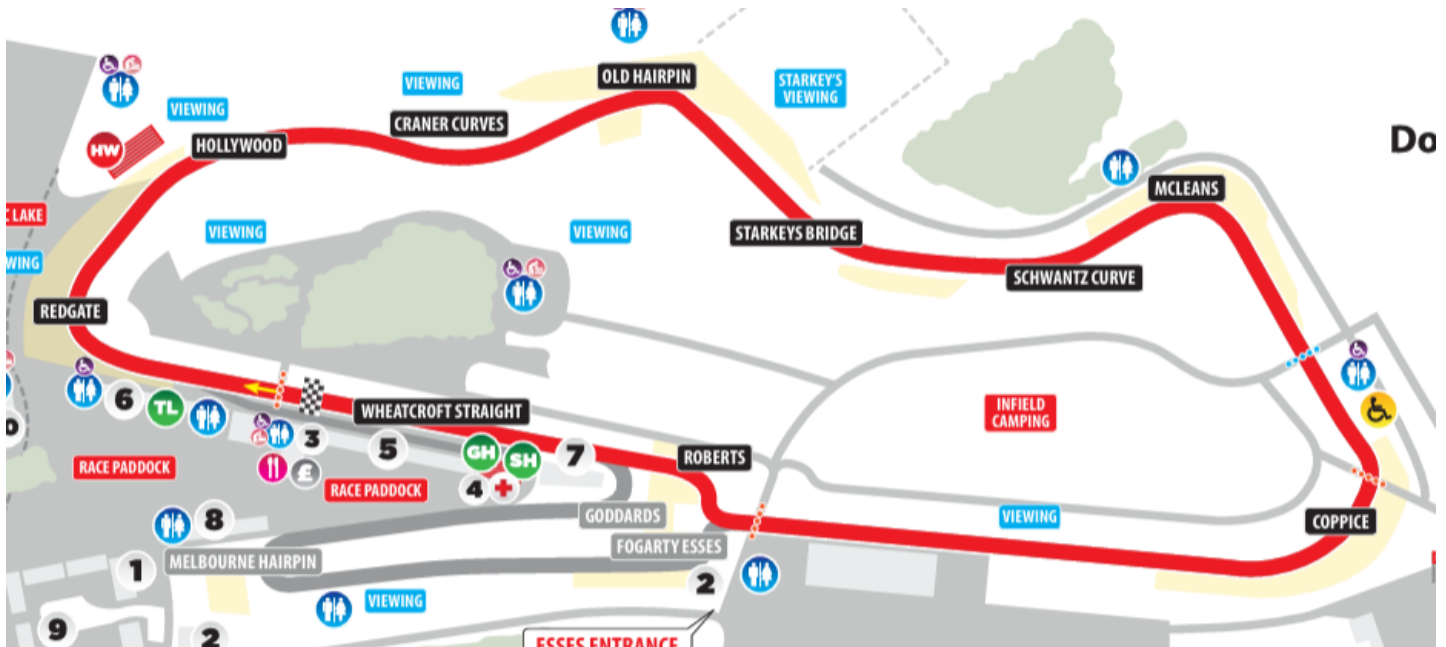 OLD HAIRPIN
VIEWING
STARKEY'S
VIEWING
VIEWING
CRANER CURVES
HOLLYWOOD
HW
Do
MCLEANS
C LAKE
VIEWING
VIEWING
STARKEYS BRIDGE
WING
SCHWANTZ CURVE
REDGATE
6
TL
WHEATCROFT STRAIGHT
INFIELD
CAMPING
3
5
GH
SH
7
ROBERTS
RACE PADDOCK
£
RACE PADDOCK
4
GODDARDS
VIEWING
COPPICE
8
MELBOURNE HAIRPIN
FOGARTY ESSES
1
2
VIEWING
9
2
ESSES ENTRANCE